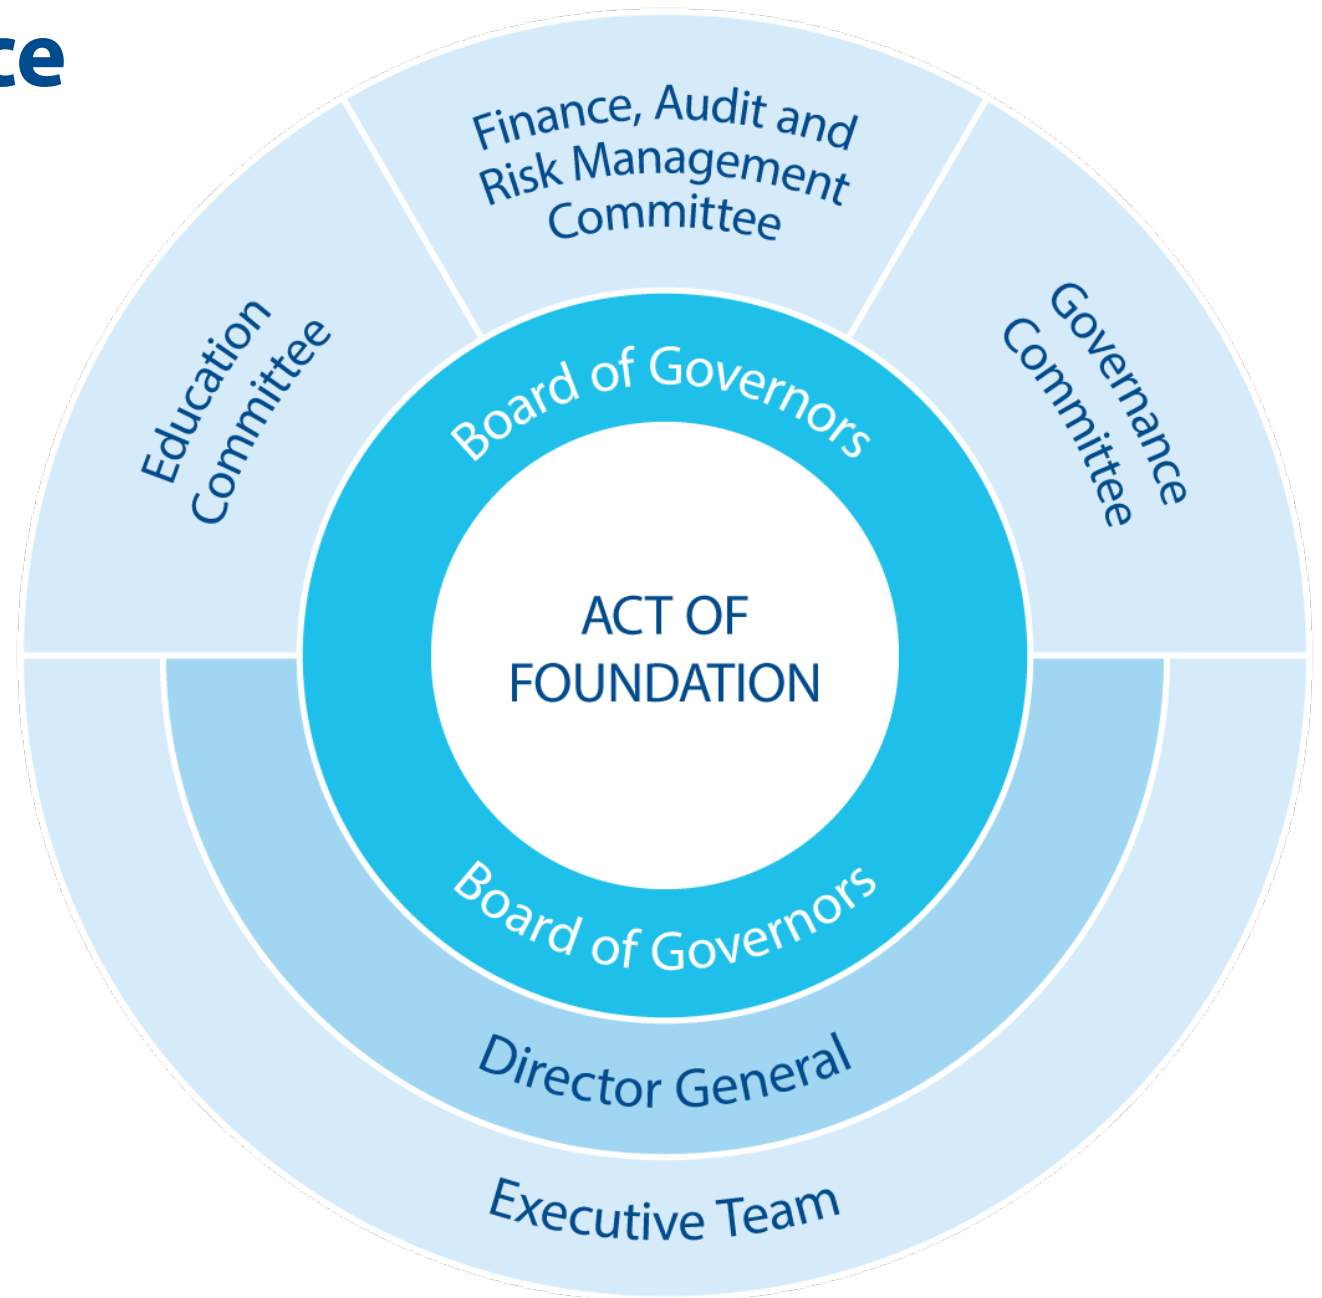 ce
Finance, Audit and
Risk Management
Committee
Education
Committee
Governance
Committee
Board of Governors
ACT OF
FOUNDATION
Board of Governors
Director General
Executive Team